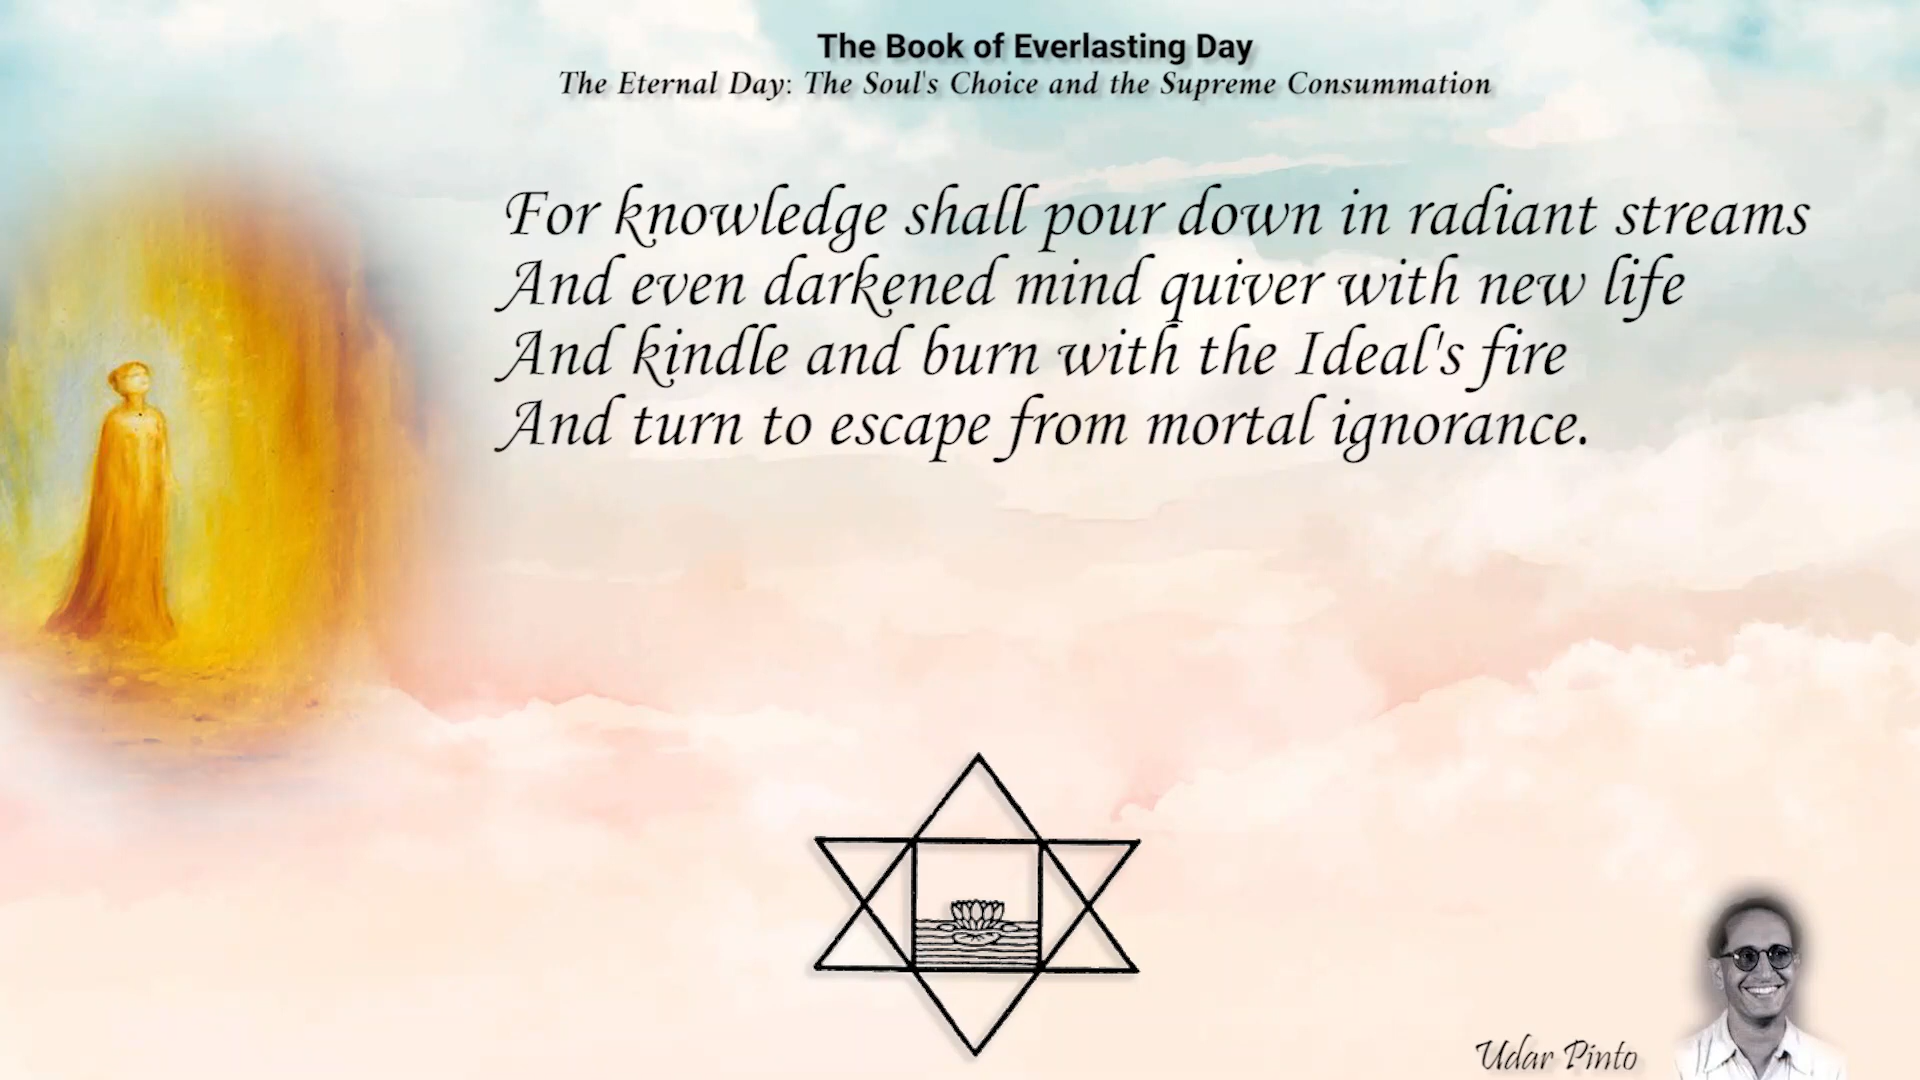 The Book of Everlasting Day
The Eternal Day: The Soul's Choice and the Supreme Consummation
For knowledge shall pour down in radiant streams
And even darkened mind quiver with new life
And kindle and burn with the Ideal's fire
And turn to escape from mortal ignorance.
Udar Pinto